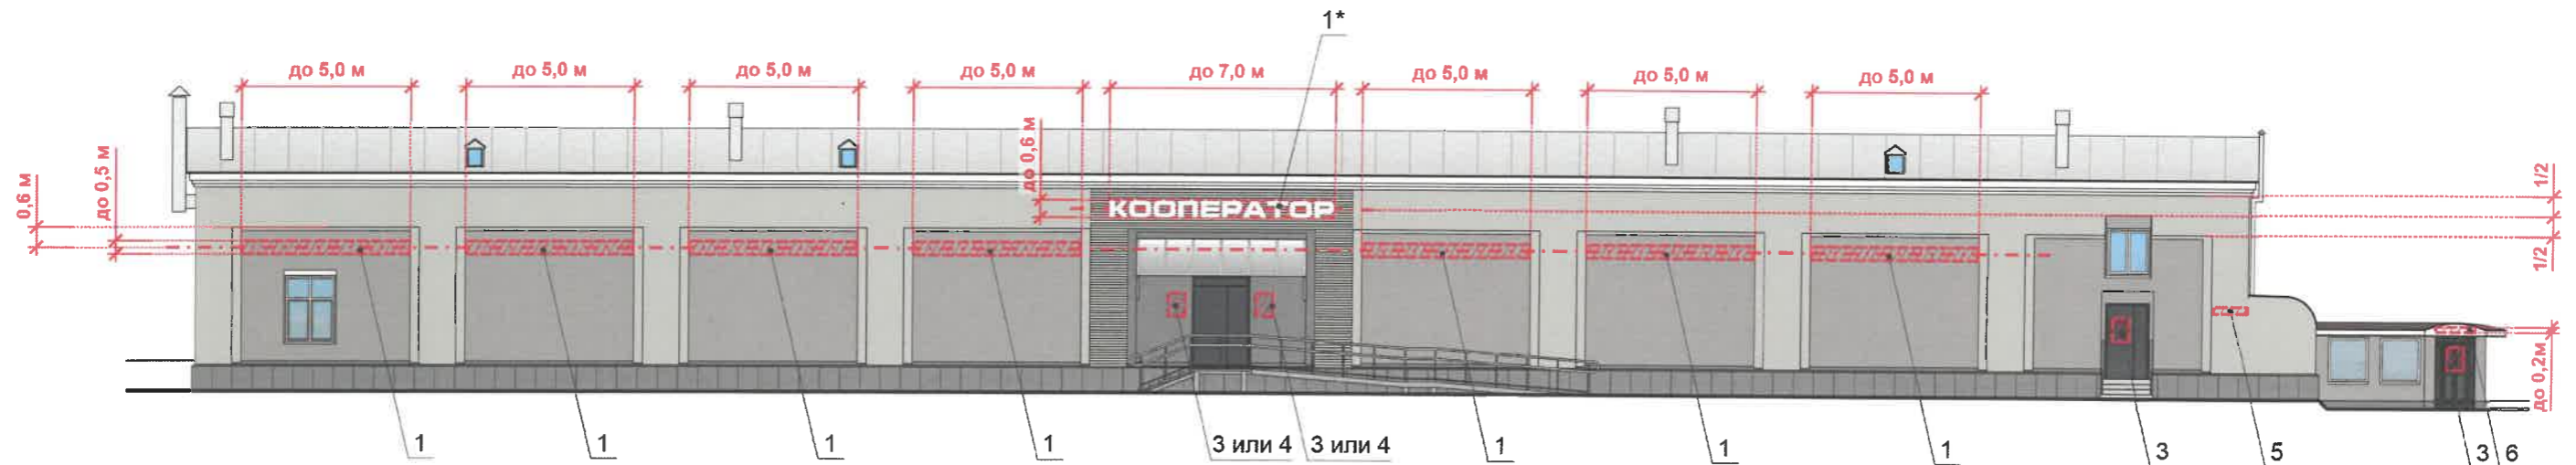 1*
до 5,0 м
до 5,0 м
до 5,0 м
до 5,0 м
до 7,0 м
до 5,0 м
до 5,0 м
до 5,0 м
0,6 м
до 0,5 м
до 0,6 м
КООПЕРАТОР
1/2
1/2
до 0,2м
1
1
1
1
3 или 4
3 или 4
1
1
1
3
5
3
6